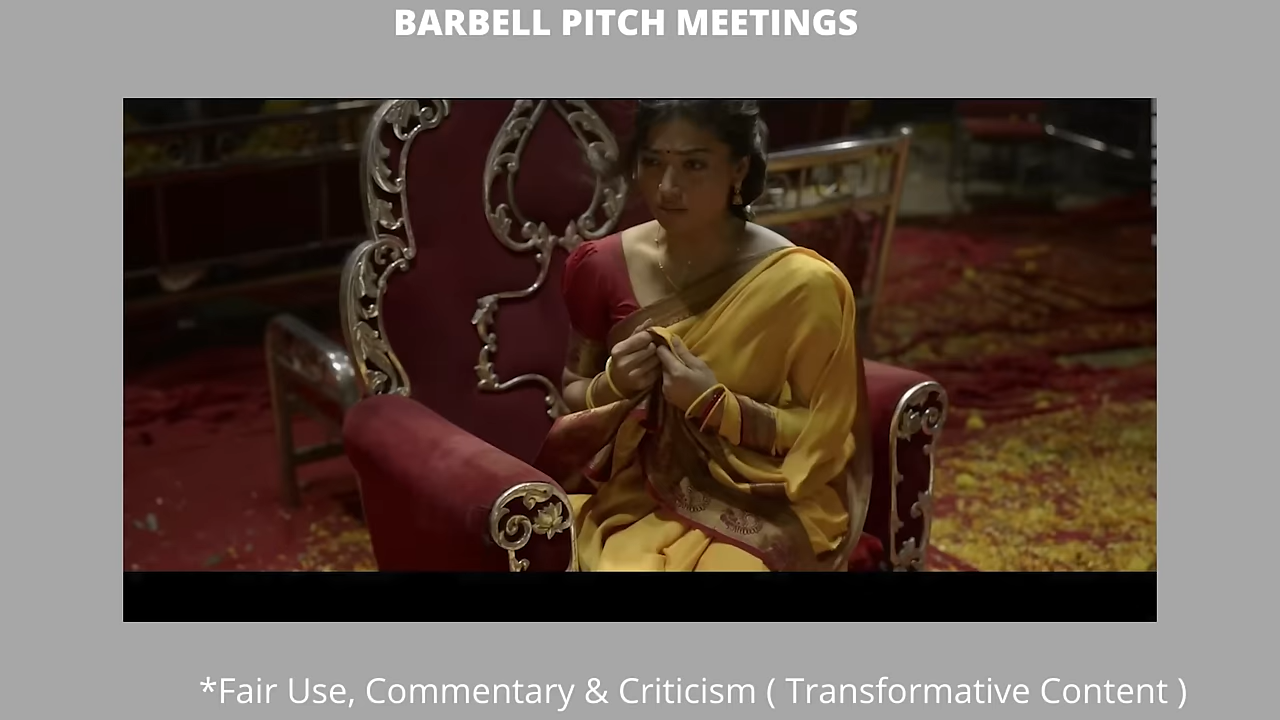 BARBELL PITCH MEETINGS
*Fair Use, Commentary & Criticism ( Transformative Content )